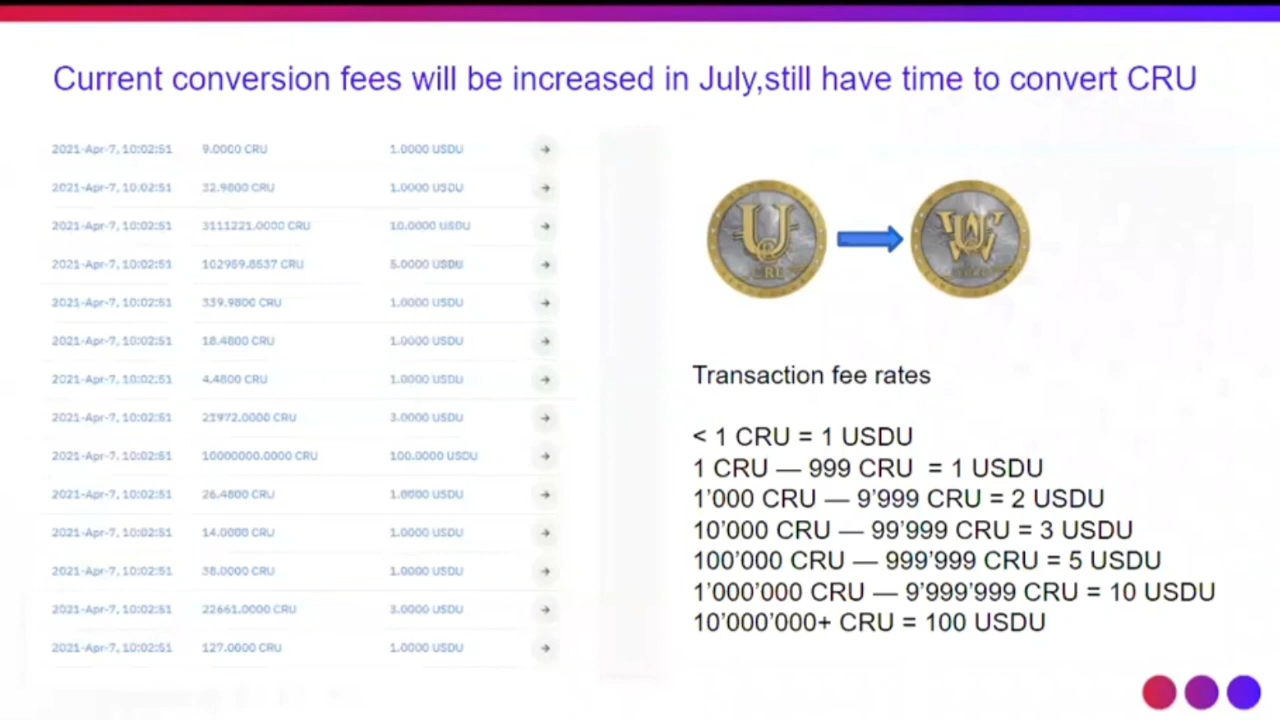 Current conversion fees will be increased in July,still have time to convert CRU
2021-Apr-7, 10:02:51 9.0000 CRU 1.0000 USDU →
2021-Apr-7, 10:02:51 32.9800 CRU 1.0000 USDU →
2021-Apr-7, 10:02:51 3111221.0000 CRU 10.0000 USDU →
2021-Apr-7, 10:02:51 CRU 5.0000 USDU →
2021-Apr-7, 10:02:51 339.9800 CRU 1.0000 USDU →
2021-Apr-7, 10:02:51 18.4800 CRU 1.0000 USDU →
2021-Apr-7, 10:02:51 4.4800 CRU 1.0000 USDU →
2021-Apr-7, 10:02:51 21972.0000 CRU 3.0000 USDU →
2021-Apr-7, 10:02:51 10000000.0000 CRU 100.0000 USDU →
2021-Apr-7, 10:02:51 26.4800 CRU 1.0000 USDU →
2021-Apr-7, 10:02:51 14.0000 CRU 1.0000 USDU →
2021-Apr-7, 10:02:51 38.0000 CRU 1.0000 USDU →
2021-Apr-7, 10:02:51 22661.0000 CRU 3.0000 USDU →
2021-Apr-7, 10:02:51 127.0000 CRU 1.0000 USDU →
U
CRU
W
Transaction fee rates
< 1 CRU = 1 USDU
1 CRU — 999 CRU = 1 USDU
1’000 CRU — 9’999 CRU = 2 USDU
10’000 CRU — 99’999 CRU = 3 USDU
100’000 CRU — 999’999 CRU = 5 USDU
1’000’000 CRU — 9’999’999 CRU = 10 USDU
10’000’000+ CRU = 100 USDU